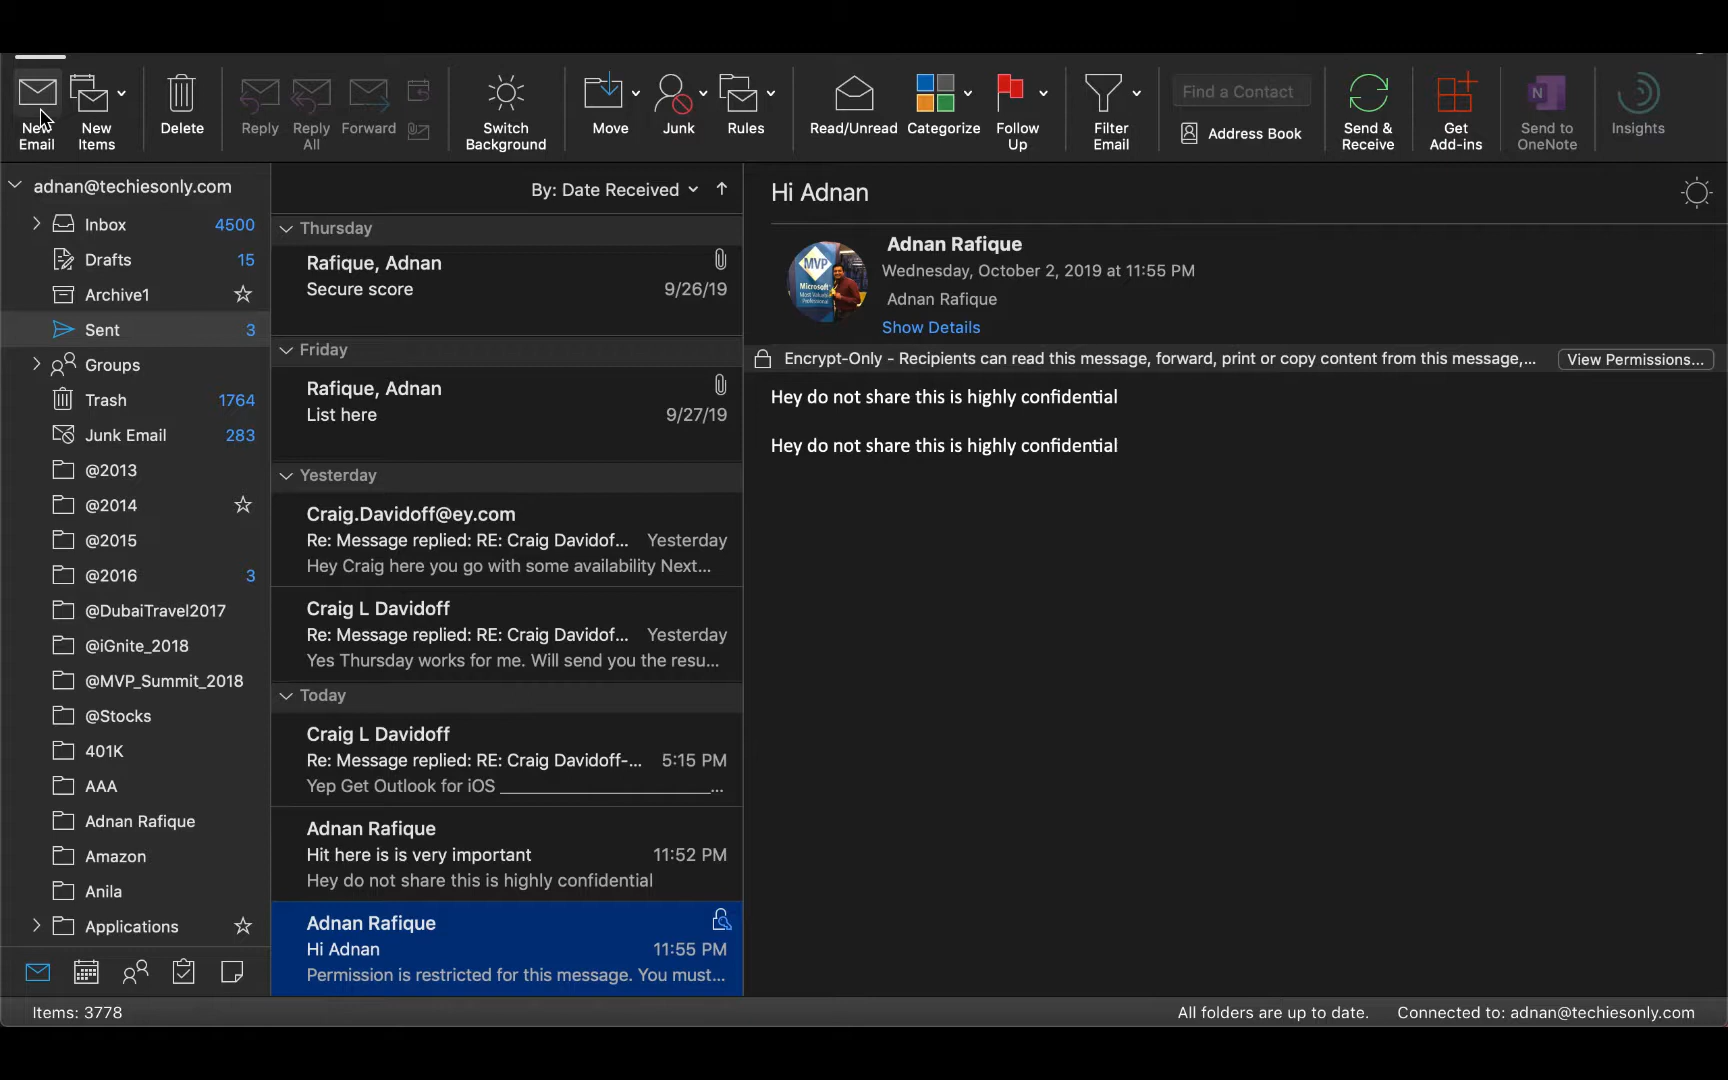 New Email
New Items
Delete
Reply
Reply All
Forward
Switch Background
Move
Junk
Rules
Read/Unread
Categorize
Follow Up
Filter Email
Find a Contact
Address Book
Send & Receive
Get Add-ins
N
Send to OneNote
Insights
adnan@techiesonly.com
Inbox 4500
Drafts 15
Archive1
Sent 3
Groups
Trash 1764
Junk Email 283
@2013
@2014
@2015
@2016 3
@DubaiTravel2017
@iGnite_2018
@MVP_Summit_2018
@Stocks
401K
AAA
Adnan Rafique
Amazon
Anila
Applications
By: Date Received
Thursday
Rafique, Adnan
Secure score 9/26/19
Friday
Rafique, Adnan
List here 9/27/19
Yesterday
Craig.Davidoff@ey.com
Re: Message replied: RE: Craig Davidof... Yesterday
Hey Craig here you go with some availability Next...
Craig L Davidoff
Re: Message replied: RE: Craig Davidof... Yesterday
Yes Thursday works for me. Will send you the resu...
Today
Craig L Davidoff
Re: Message replied: RE: Craig Davidoff-... 5:15 PM
Yep Get Outlook for iOS ______________________...
Adnan Rafique
Hit here is is very important 11:52 PM
Hey do not share this is highly confidential
Adnan Rafique
Hi Adnan 11:55 PM
Permission is restricted for this message. You must...
Hi Adnan
MVP
Microsoft
Adnan Rafique
Wednesday, October 2, 2019 at 11:55 PM
Adnan Rafique
Show Details
Encrypt-Only - Recipients can read this message, forward, print or copy content from this message,... View Permissions...
Hey do not share this is highly confidential
Hey do not share this is highly confidential
Items: 3778
All folders are up to date. Connected to: adnan@techiesonly.com